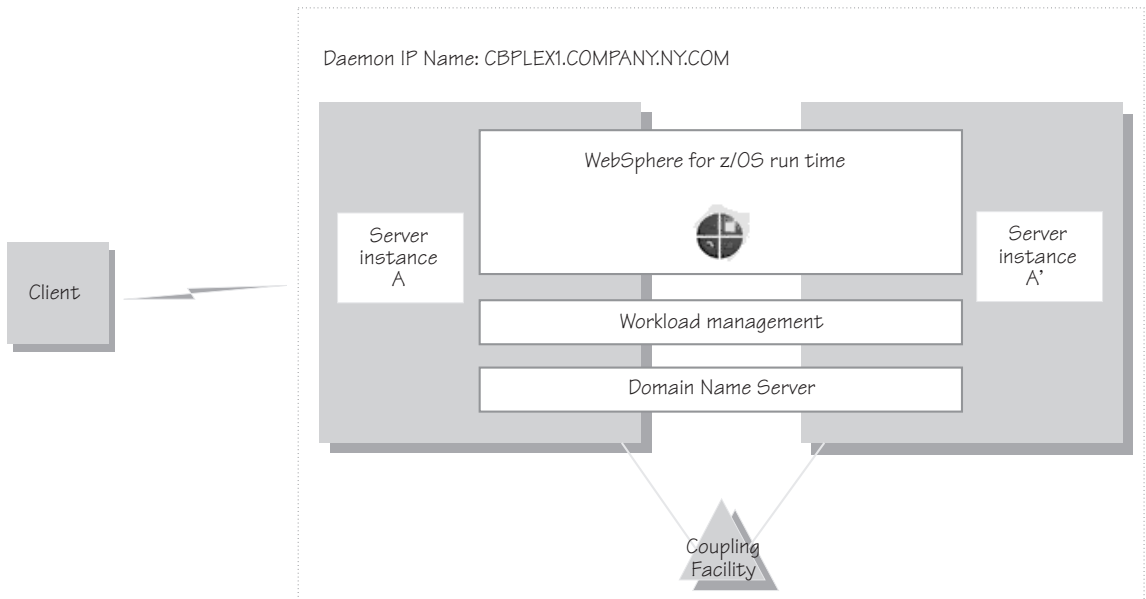 Daemon IP Name: CBPLEX1.COMPANY.NY.COM
WebSphere for z/OS run time
Server
instance
A
Server
instance
A’
Client
Workload management
Domain Name Server
Coupling
Facility